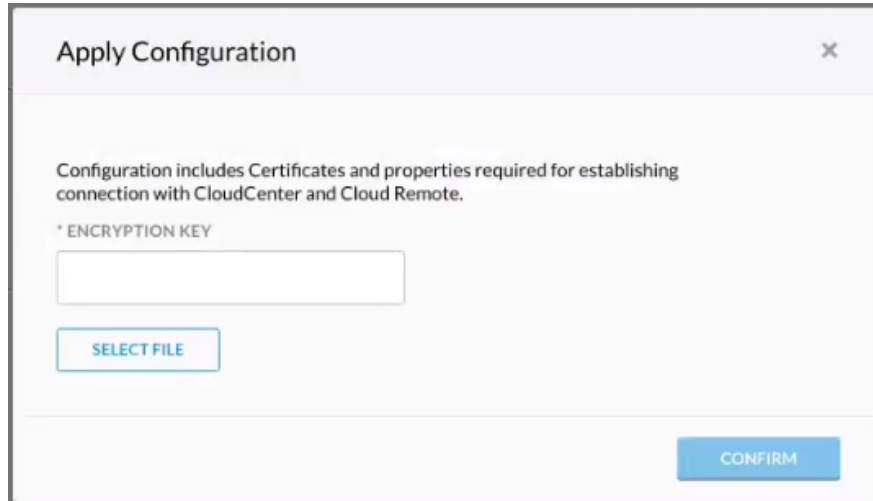 Apply Configuration
Configuration includes Certificates and properties required for establishing
connection with CloudCenter and Cloud Remote.
* ENCRYPTION KEY
SELECT FILE
CONFIRM